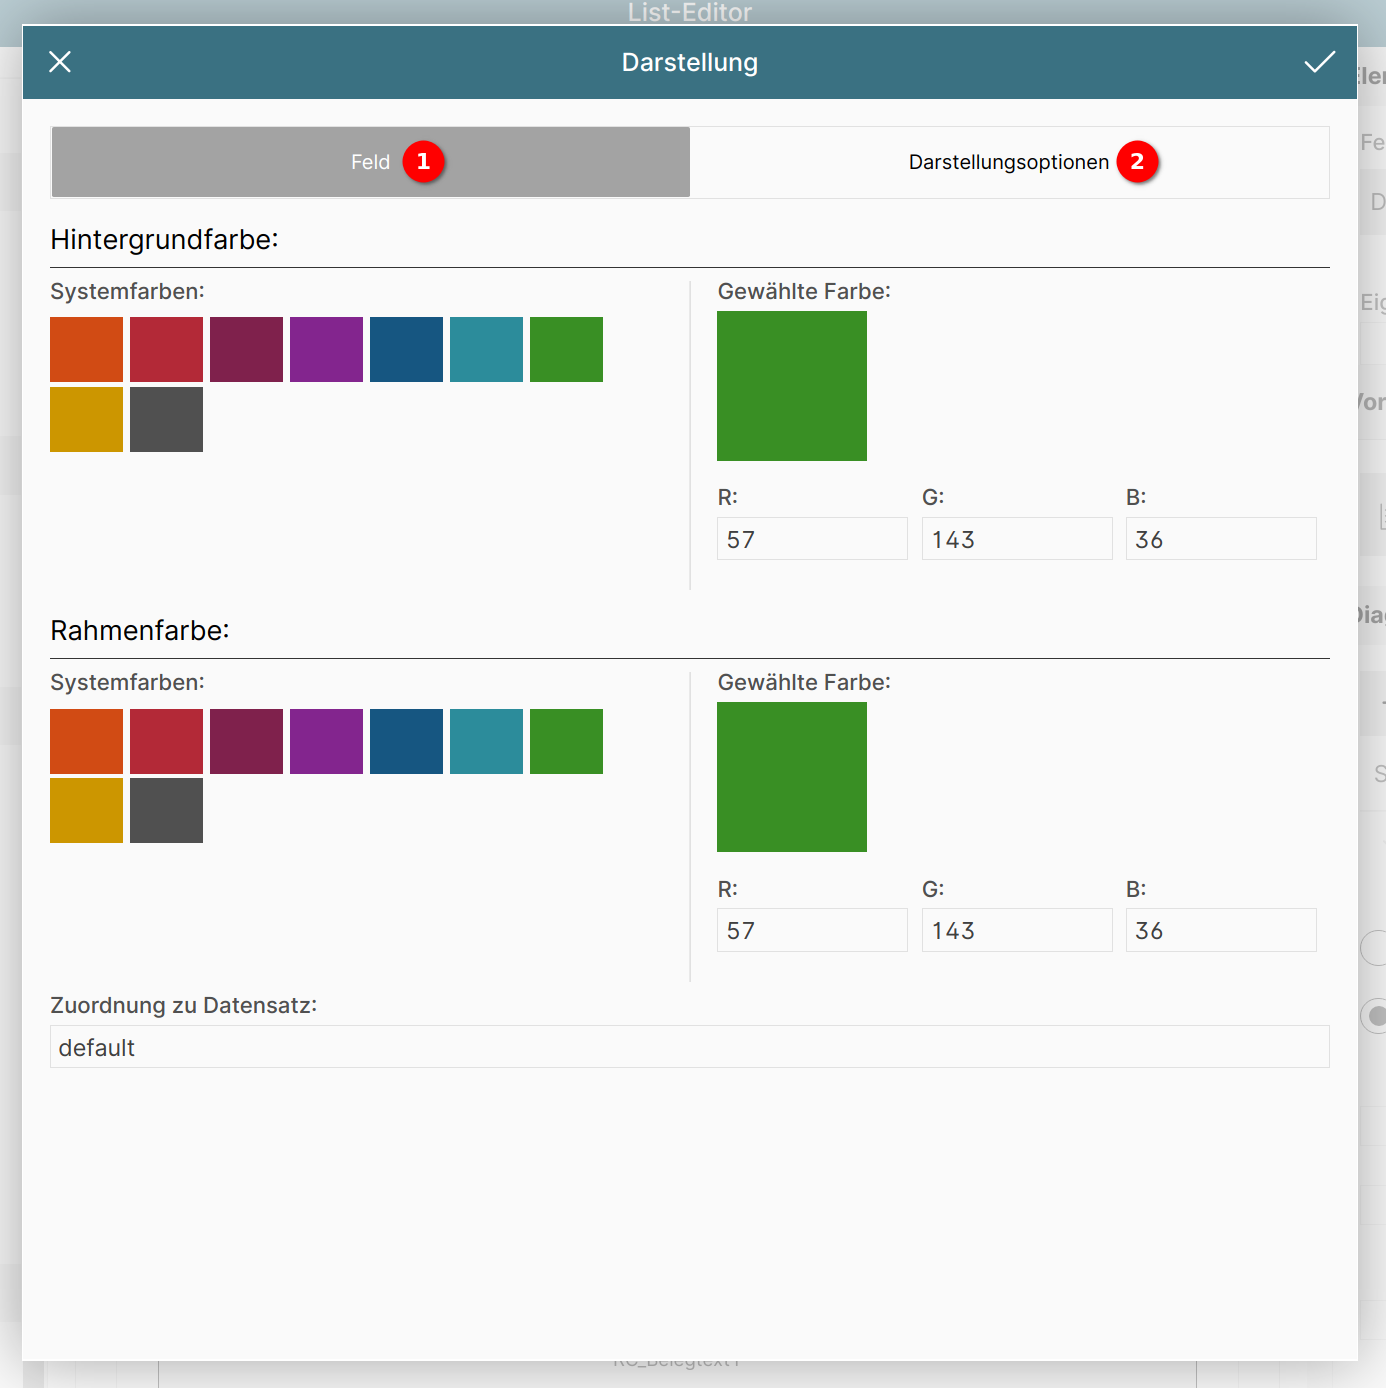 List-Editor
Darstellung
Feld 1
Darstellungsoptionen 2
Hintergrundfarbe:
Systemfarben:
Gewählte Farbe:
R: G: B:
57 143 36
Rahmenfarbe:
Systemfarben:
Gewählte Farbe:
R: G: B:
57 143 36
Zuordnung zu Datensatz:
default